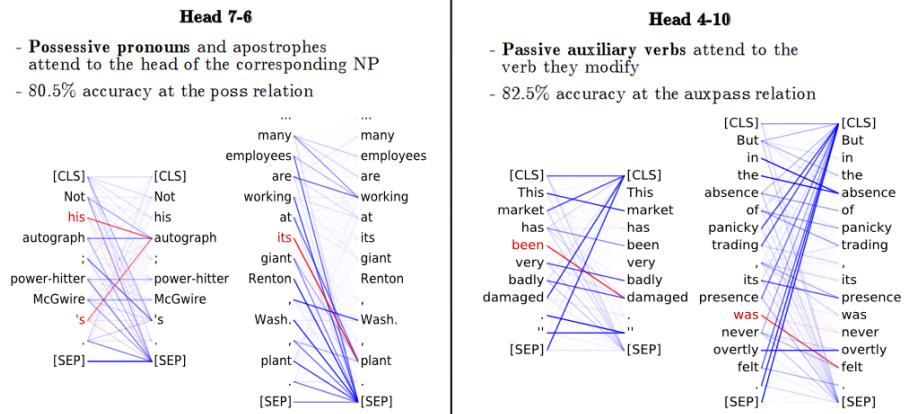 Head 7-6
- Possessive pronouns and apostrophes
attend to the head of the corresponding NP
- 80.5% accuracy at the poss relation
[CLS] [CLS]
Not Not
his his
autograph autograph
; ;
power-hitter power-hitter
McGwire McGwire
's 's
. .
[SEP] [SEP]
... ...
many many
employees employees
are are
working working
at at
its its
giant giant
Renton Renton
, ,
Wash. Wash.
, ,
plant plant
. .
[SEP] [SEP]
Head 4-10
- Passive auxiliary verbs attend to the
verb they modify
- 82.5% accuracy at the auxpass relation
[CLS] [CLS]
This This
market market
has has
been been
very very
badly badly
damaged damaged
. .
" "
[SEP] [SEP]
[CLS] [CLS]
But But
in in
the the
absence absence
of of
panicky panicky
trading trading
, ,
its its
presence presence
was was
never never
overtly overtly
felt felt
. .
[SEP] [SEP]